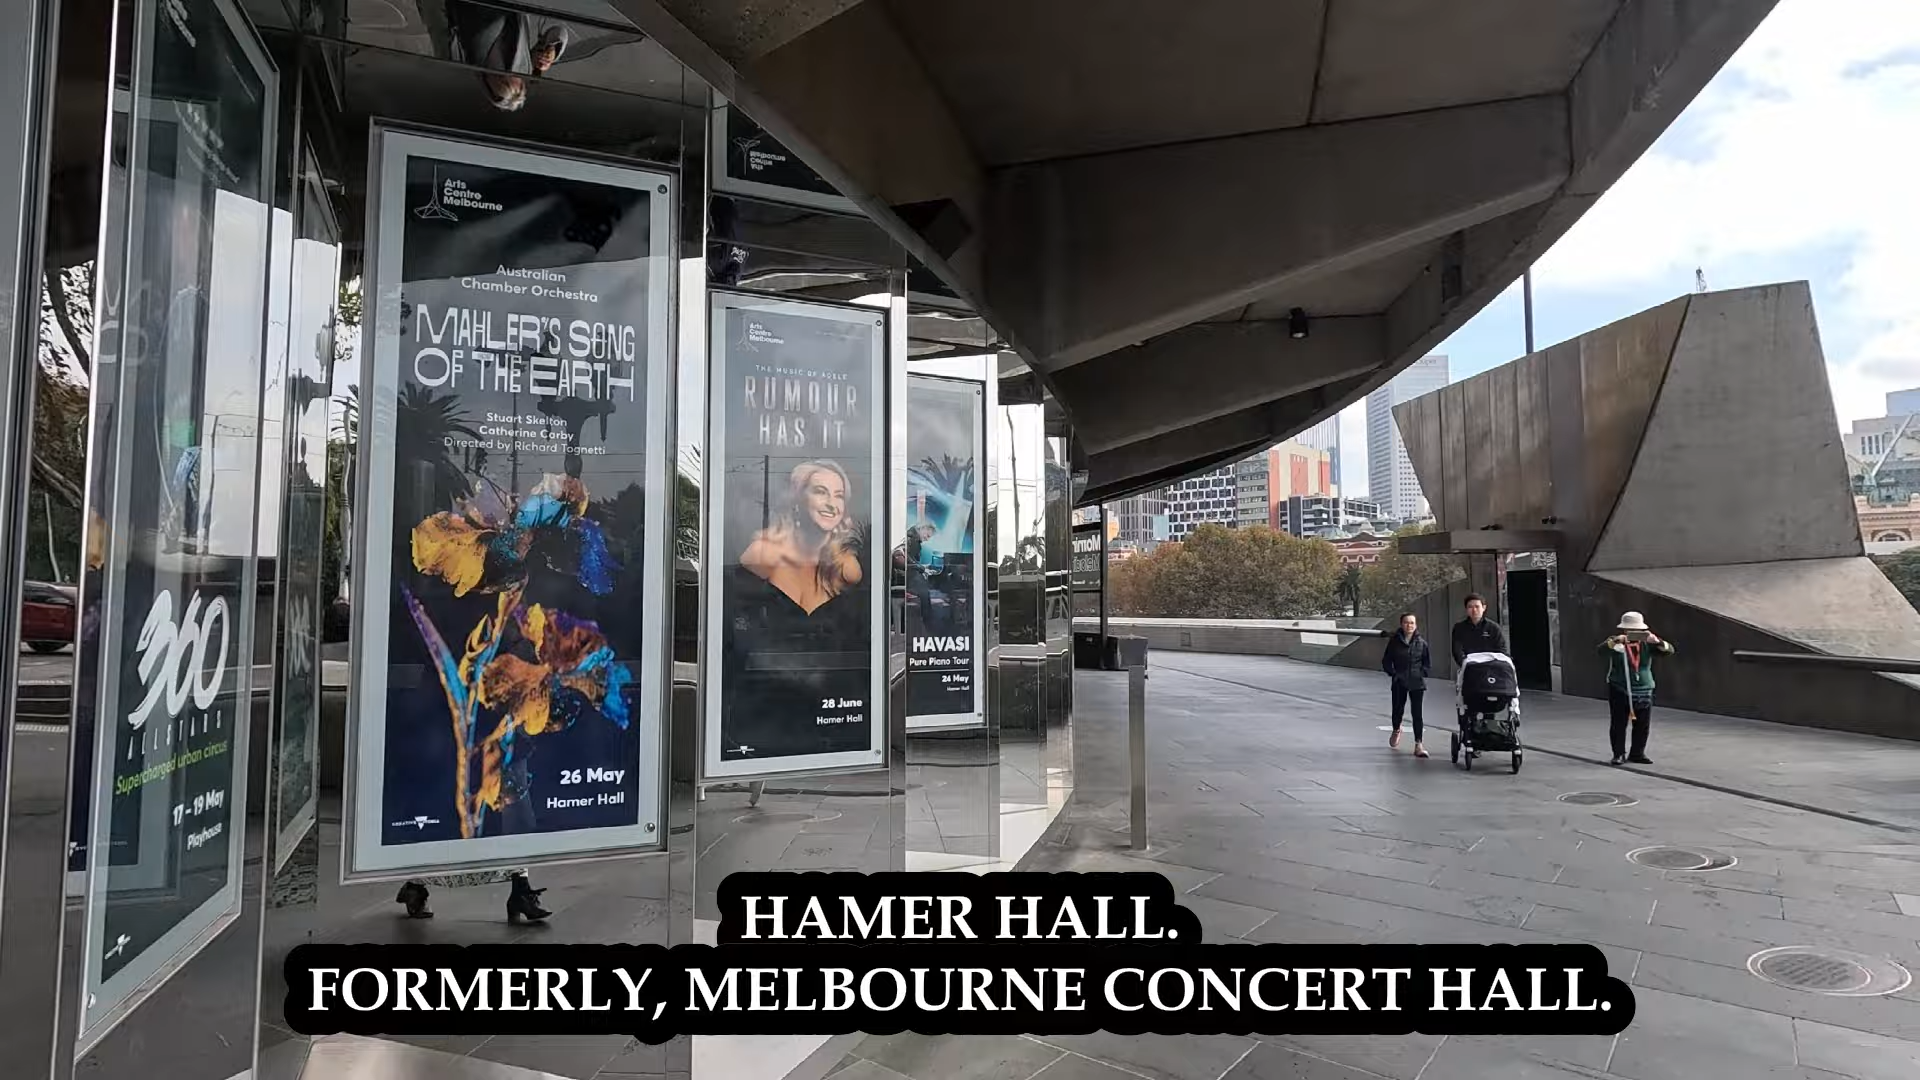 360
ALLSTARS
Supercharged urban circus
17 - 19 May
Playhouse
Arts
Centre
Melbourne
Australian
Chamber Orchestra
MAHLER'S SONG
OF THE EARTH
Stuart Skelton
Catherine Carby
Directed by Richard Tognetti
26 May
Hamer Hall
Arts
Centre
Melbourne
THE MUSIC OF ADELE
RUMOUR
HAS IT
28 June
Hamer Hall
HAVASI
Pure Piano Tour
24 May
Hamer Hall
HAMER HALL.
FORMERLY, MELBOURNE CONCERT HALL.